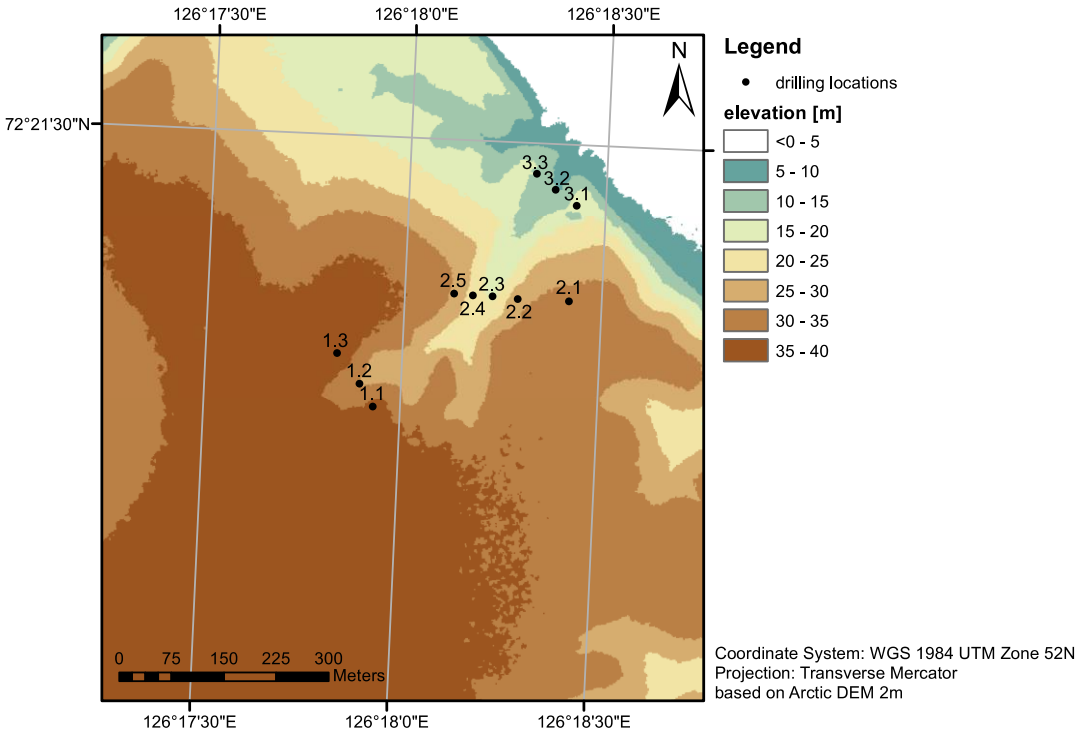 126°17'30"E 126°18'0"E 126°18'30"E
72°21'30"N
N
3.3
3.2
3.1
2.5
2.4
2.3
2.2
2.1
1.3
1.2
1.1
0 75 150 225 300
Meters
126°17'30"E 126°18'0"E 126°18'30"E
Legend
drilling locations
elevation [m]
<0 - 5
5 - 10
10 - 15
15 - 20
20 - 25
25 - 30
30 - 35
35 - 40
Coordinate System: WGS 1984 UTM Zone 52N
Projection: Transverse Mercator
based on Arctic DEM 2m